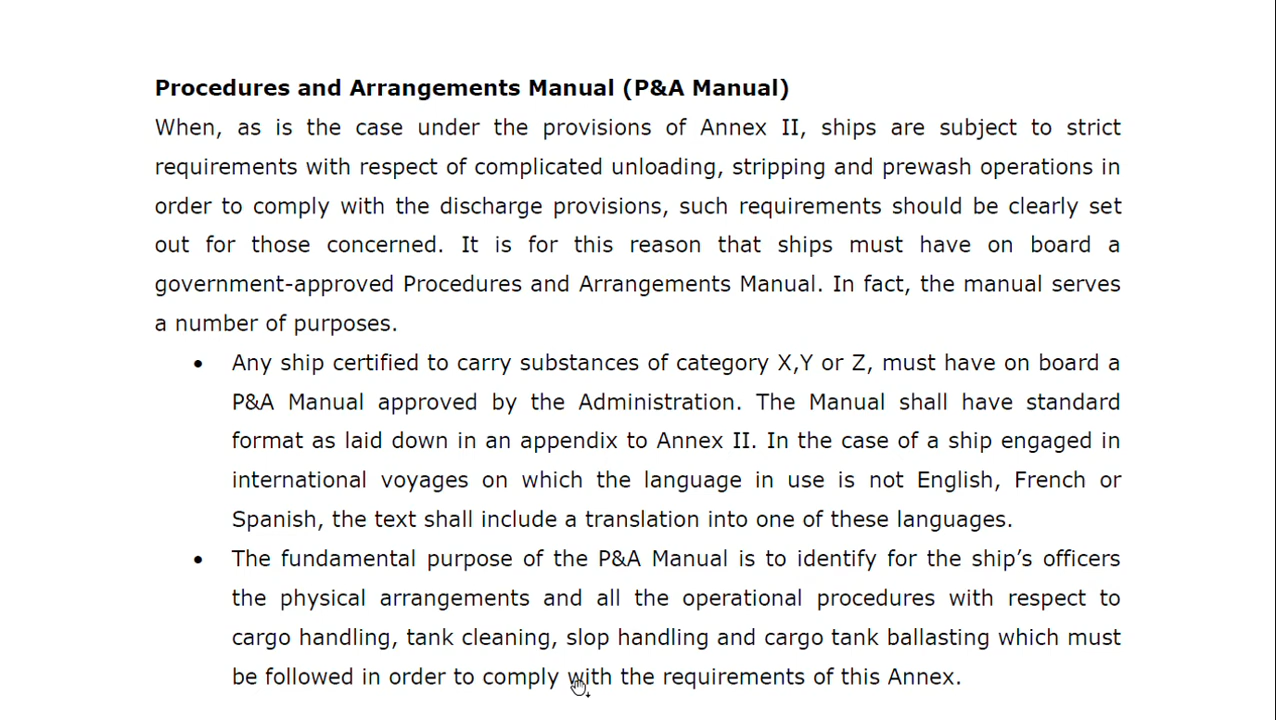 Procedures and Arrangements Manual (P&A Manual)
When, as is the case under the provisions of Annex II, ships are subject to strict
requirements with respect of complicated unloading, stripping and prewash operations in
order to comply with the discharge provisions, such requirements should be clearly set
out for those concerned. It is for this reason that ships must have on board a
government-approved Procedures and Arrangements Manual. In fact, the manual serves
a number of purposes.
• Any ship certified to carry substances of category X,Y or Z, must have on board a
P&A Manual approved by the Administration. The Manual shall have standard
format as laid down in an appendix to Annex II. In the case of a ship engaged in
international voyages on which the language in use is not English, French or
Spanish, the text shall include a translation into one of these languages.
• The fundamental purpose of the P&A Manual is to identify for the ship’s officers
the physical arrangements and all the operational procedures with respect to
cargo handling, tank cleaning, slop handling and cargo tank ballasting which must
be followed in order to comply with the requirements of this Annex.